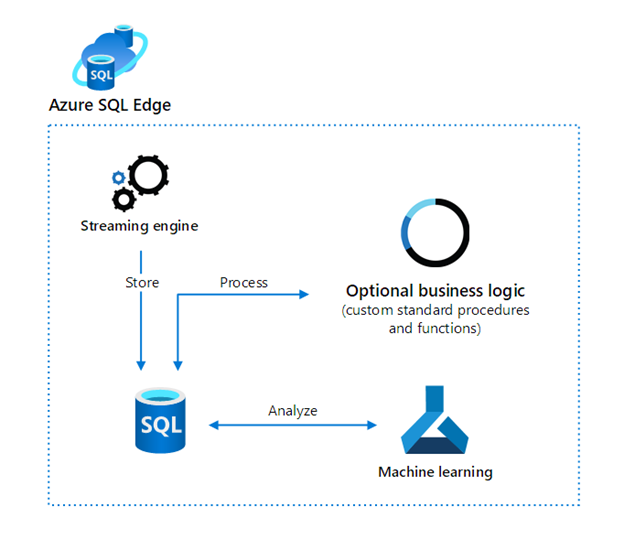 SQL
Azure SQL Edge
Streaming engine
Store
Process
Optional business logic
(custom standard procedures
and functions)
SQL
Analyze
Machine learning